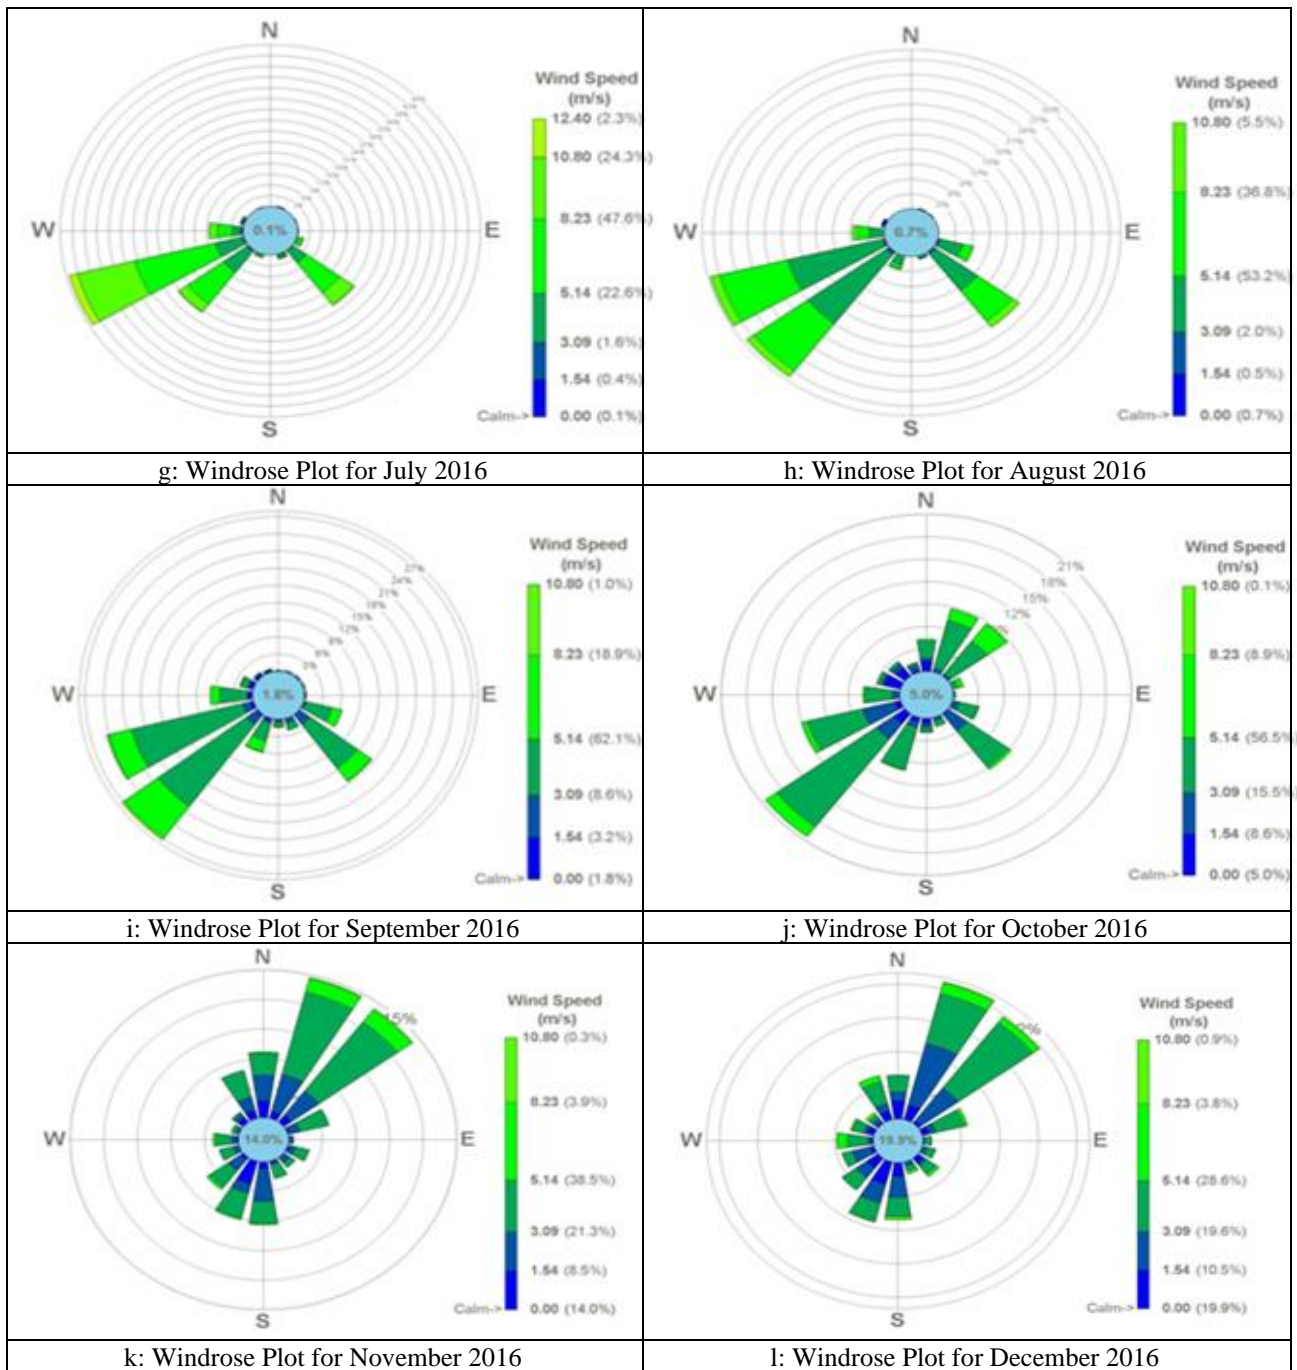 N
W
E
S
0.1%
Wind Speed
(m/s)
12.40 (2.3%)
10.80 (24.3%)
8.23 (47.6%)
5.14 (22.6%)
3.09 (1.6%)
1.54 (0.4%)
Calm-> 0.00 (0.1%)
g: Windrose Plot for July 2016
N
W
E
S
0.7%
Wind Speed
(m/s)
10.80 (5.5%)
8.23 (36.8%)
5.14 (53.2%)
3.09 (2.0%)
1.54 (0.5%)
Calm-> 0.00 (0.7%)
h: Windrose Plot for August 2016
N
27%
24%
21%
18%
15%
12%
W
E
S
1.8%
Wind Speed
(m/s)
10.80 (1.0%)
8.23 (18.9%)
5.14 (62.1%)
3.09 (8.6%)
1.54 (3.2%)
Calm-> 0.00 (1.8%)
i: Windrose Plot for September 2016
N
21%
18%
15%
12%
W
E
S
5.0%
Wind Speed
(m/s)
10.80 (0.1%)
8.23 (8.9%)
5.14 (56.5%)
3.09 (15.5%)
1.54 (8.6%)
Calm-> 0.00 (5.0%)
j: Windrose Plot for October 2016
N
W
E
S
14.0%
Wind Speed
(m/s)
10.80 (0.3%)
8.23 (3.9%)
5.14 (38.5%)
3.09 (21.3%)
1.54 (8.5%)
Calm-> 0.00 (14.0%)
k: Windrose Plot for November 2016
N
W
E
S
19.9%
Wind Speed
(m/s)
10.80 (0.9%)
8.23 (3.8%)
5.14 (28.6%)
3.09 (19.6%)
1.54 (10.5%)
Calm-> 0.00 (19.9%)
l: Windrose Plot for December 2016